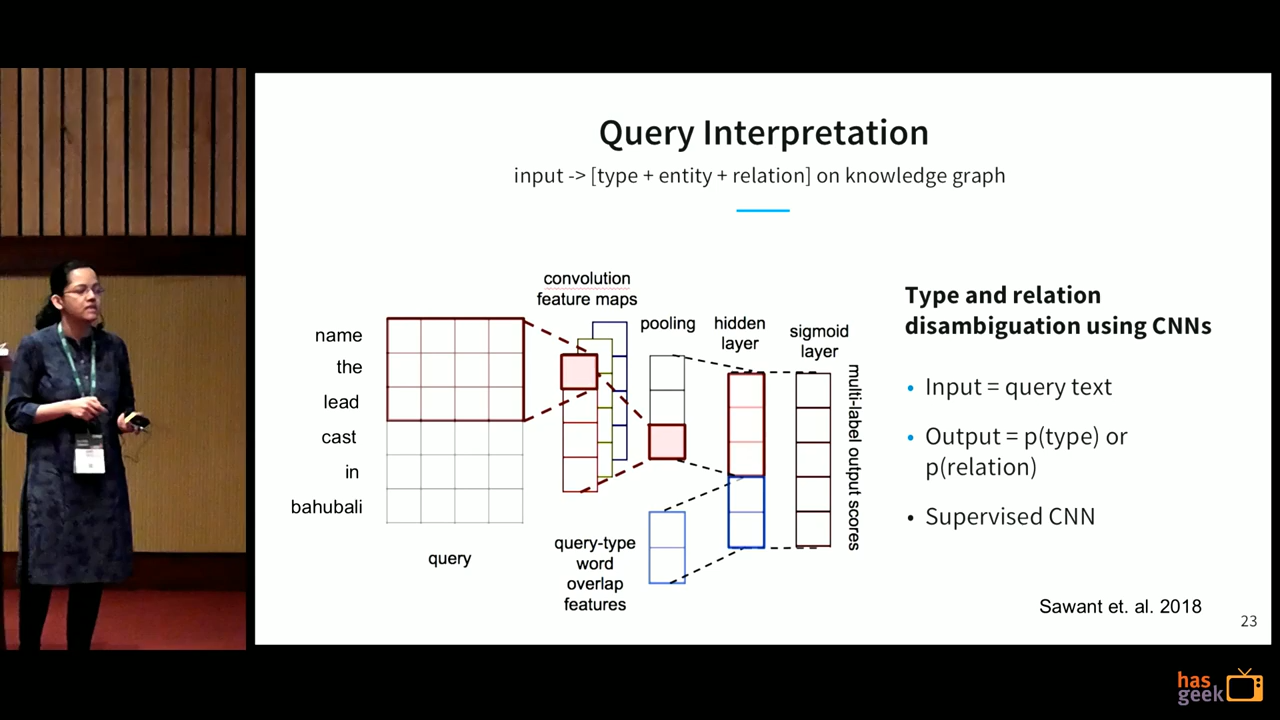 Query Interpretation
input -> [type + entity + relation] on knowledge graph
convolution
feature maps
pooling
hidden
layer
sigmoid
layer
name
the
lead
cast
in
bahubali
query
query-type
word
overlap
features
multi-label output scores
Type and relation
disambiguation using CNNs
• Input = query text
• Output = p(type) or
p(relation)
• Supervised CNN
Sawant et. al. 2018
23
has
geek